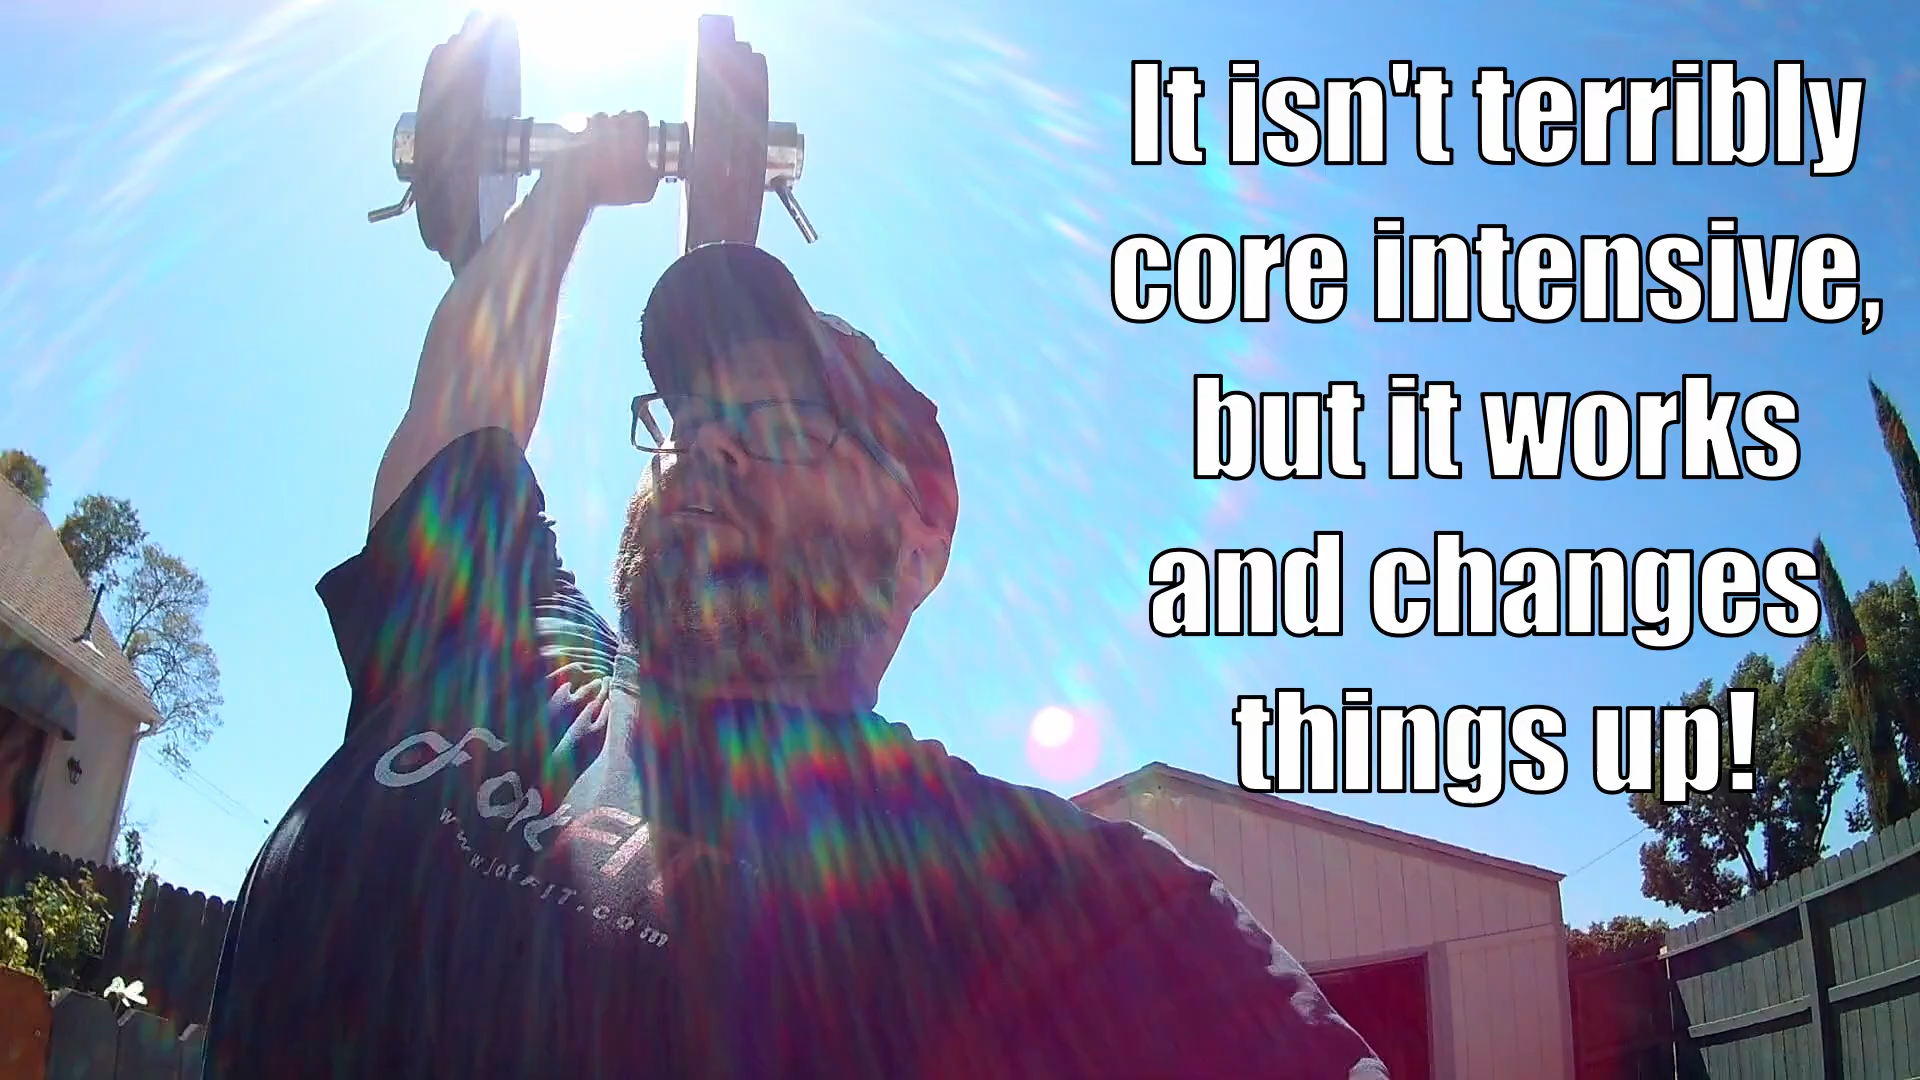 It isn't terribly
core intensive,
but it works
and changes
things up!